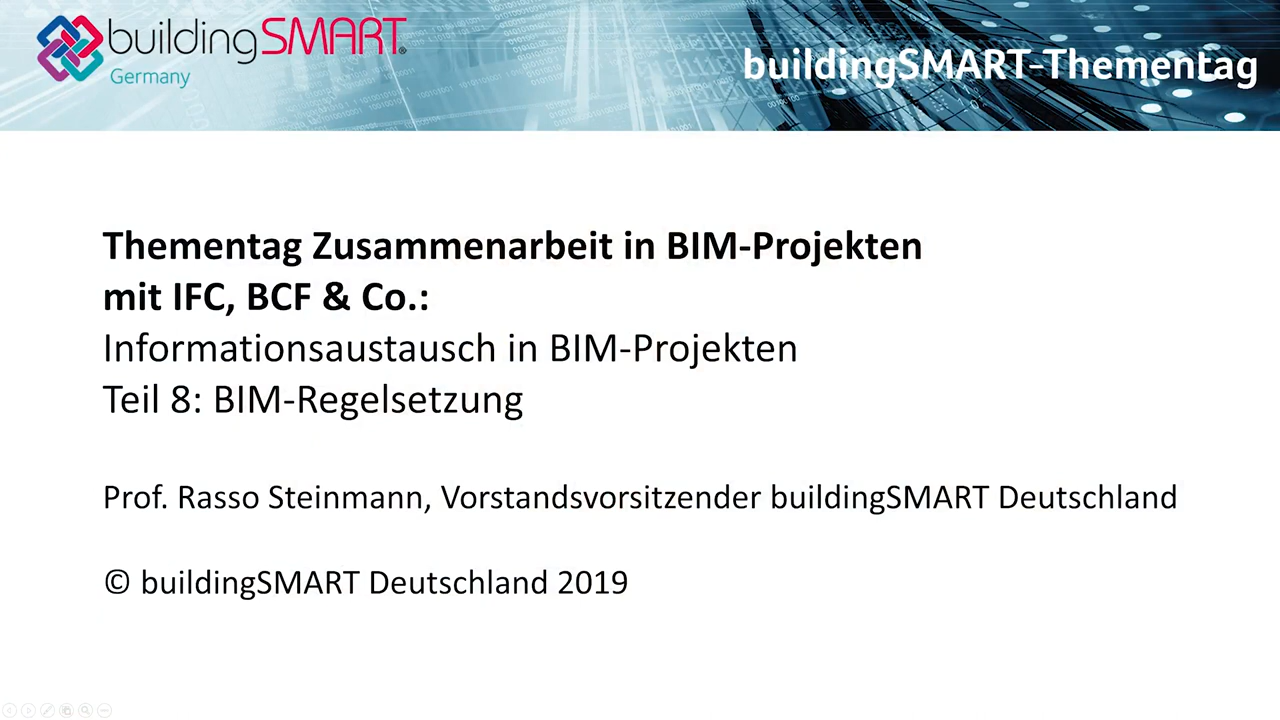 buildingSMART®
Germany
buildingSMART-Thementag
Thementag Zusammenarbeit in BIM-Projekten
mit IFC, BCF & Co.:
Informationsaustausch in BIM-Projekten
Teil 8: BIM-Regelsetzung
Prof. Rasso Steinmann, Vorstandsvorsitzender buildingSMART Deutschland
© buildingSMART Deutschland 2019